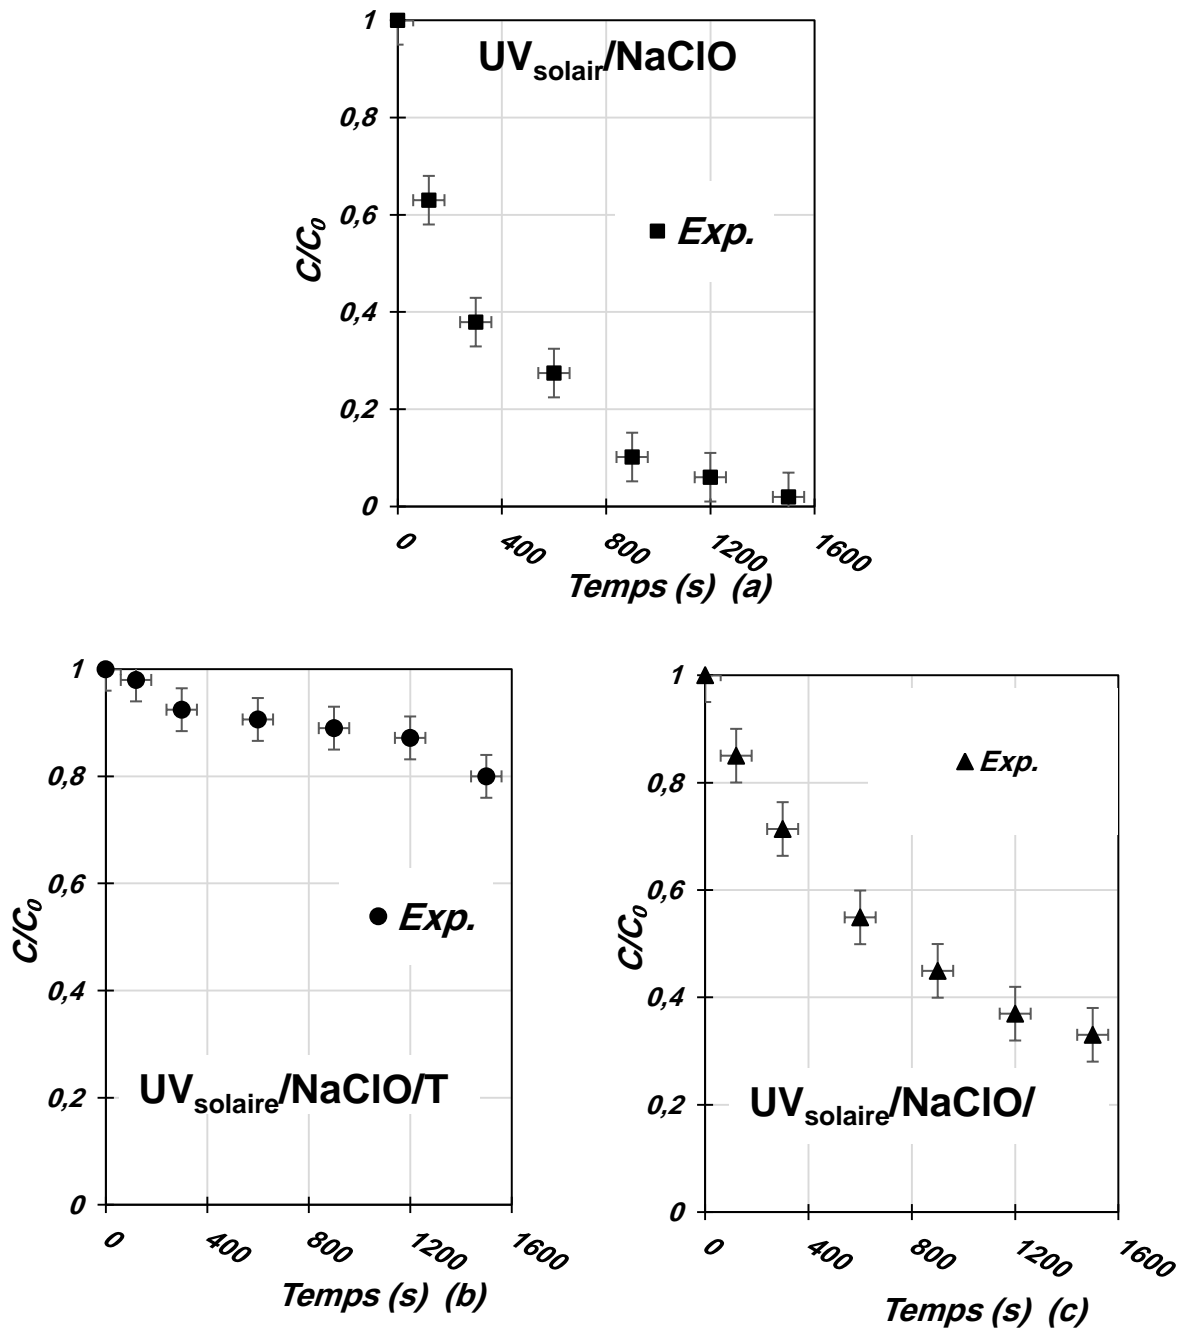 UVsolair/NaClO
1
0,8
0,6
0,4
0,2
0
C/C0
Exp.
0 400 800 1200 1600
Temps (s) (a)
1
0,8
0,6
0,4
0,2
0
C/C0
Exp.
UVsolaire/NaClO/T
0 400 800 1200 1600
Temps (s) (b)
1
0,8
0,6
0,4
0,2
0
C/C0
Exp.
UVsolaire/NaClO/
0 400 800 1200 1600
Temps (s) (c)